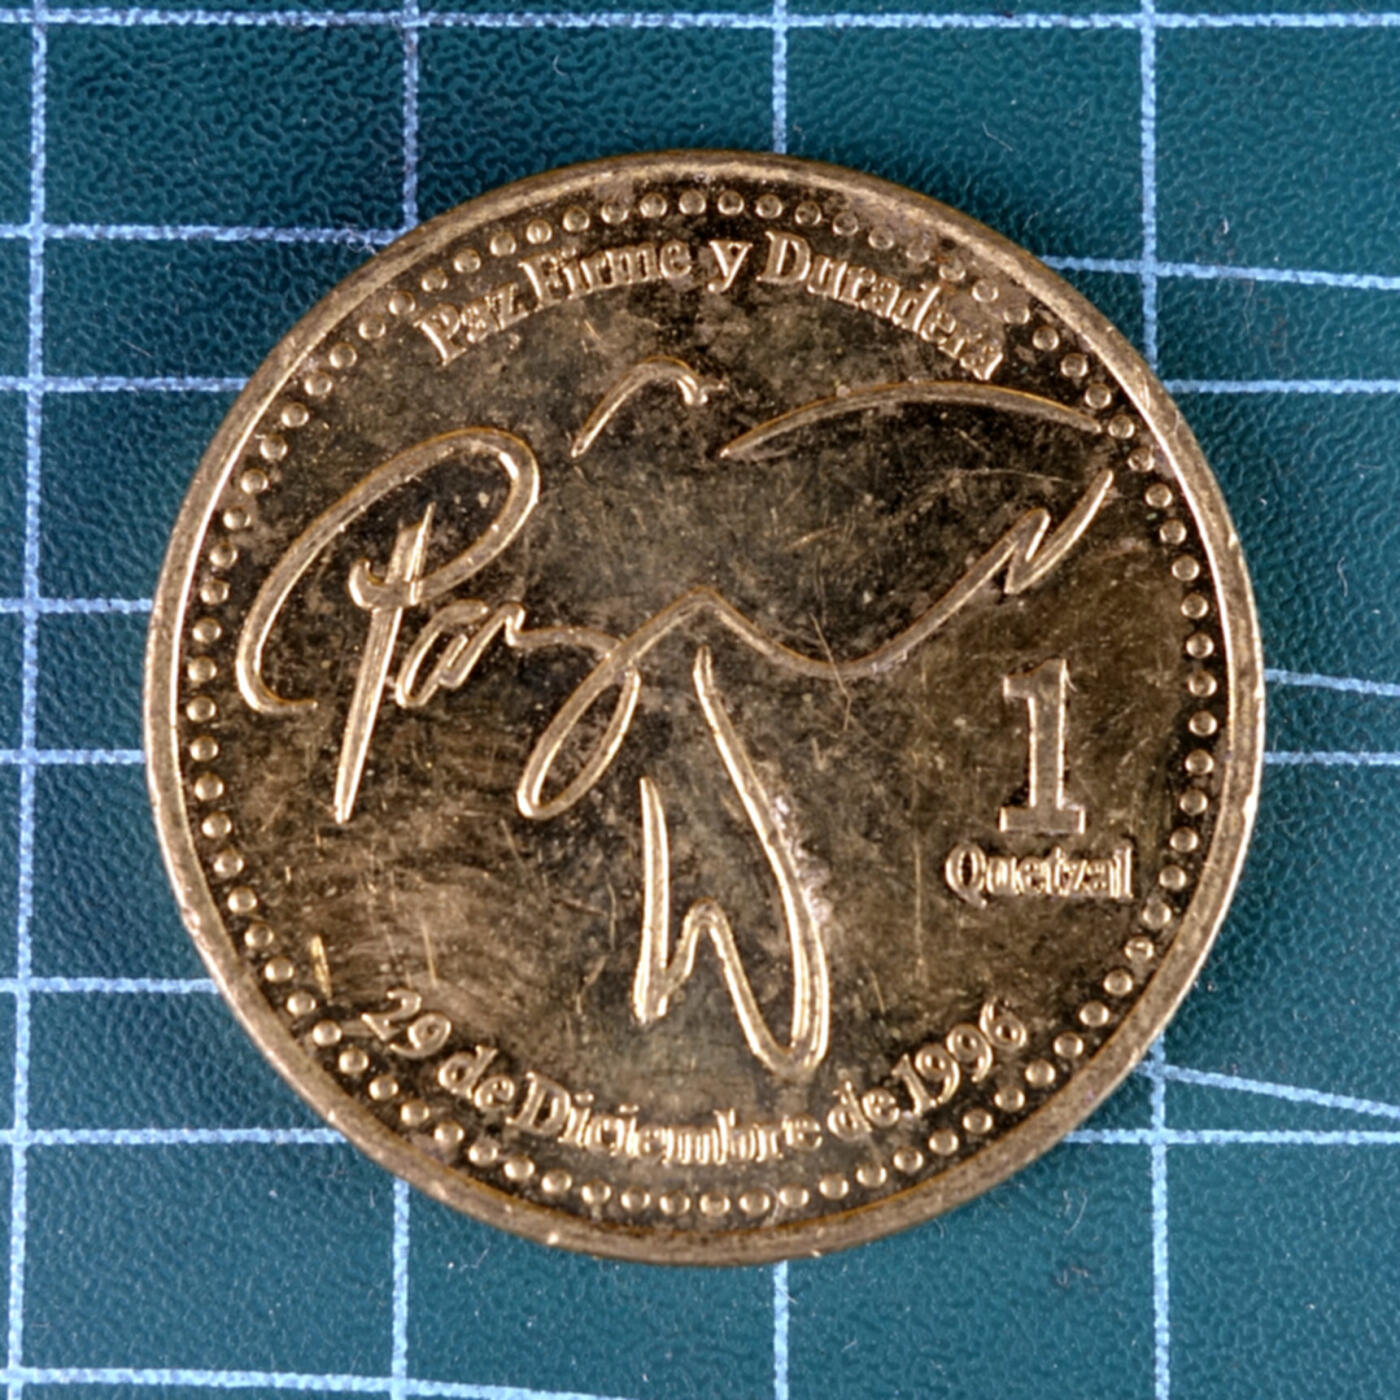 Paz Firme y Duradera
Paz
1
Quetzal
29 de Diciembre de 1996